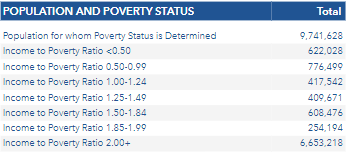 POPULATION AND POVERTY STATUS Total
Population for whom Poverty Status is Determined 9,741,628
Income to Poverty Ratio <0.50 622,028
Income to Poverty Ratio 0.50-0.99 776,499
Income to Poverty Ratio 1.00-1.24 417,542
Income to Poverty Ratio 1.25-1.49 409,671
Income to Poverty Ratio 1.50-1.84 608,476
Income to Poverty Ratio 1.85-1.99 254,194
Income to Poverty Ratio 2.00+ 6,653,218